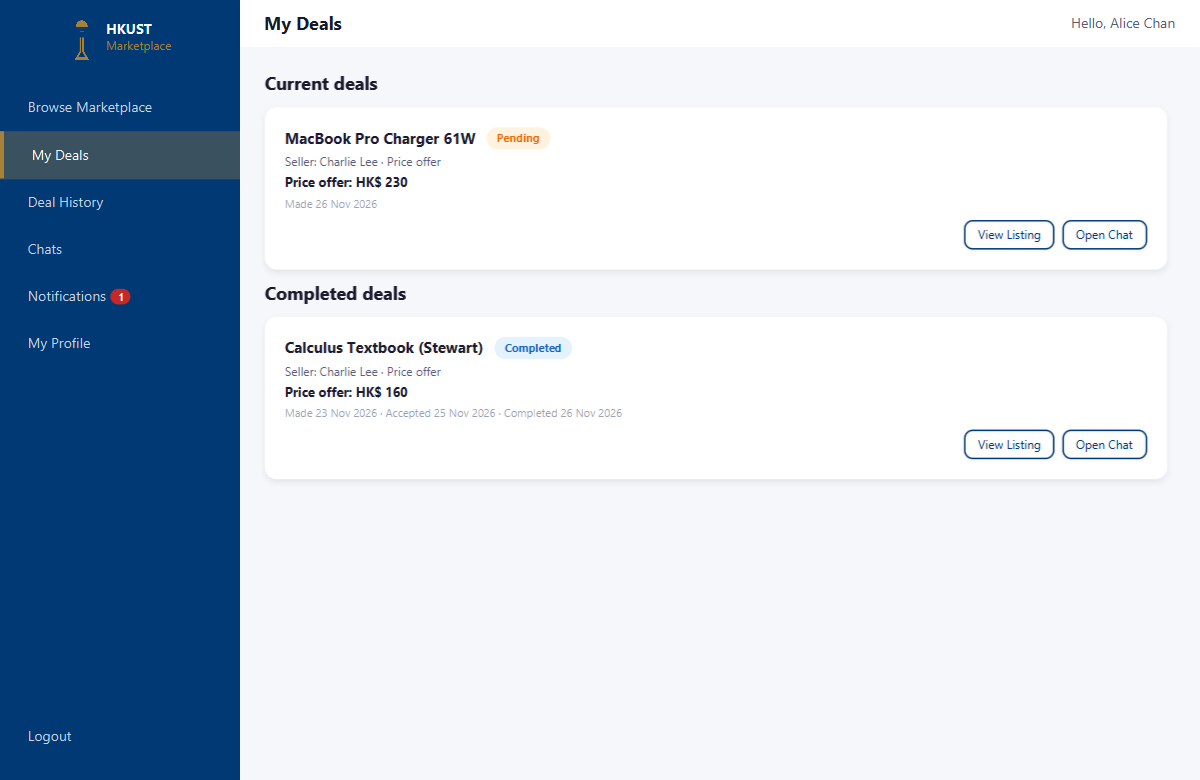 HKUST
Marketplace
Browse Marketplace
My Deals
Deal History
Chats
Notifications 1
My Profile
Logout
My Deals
Hello, Alice Chan
Current deals
MacBook Pro Charger 61W Pending
Seller: Charlie Lee · Price offer
Price offer: HK$ 230
Made 26 Nov 2026
View Listing Open Chat
Completed deals
Calculus Textbook (Stewart) Completed
Seller: Charlie Lee · Price offer
Price offer: HK$ 160
Made 23 Nov 2026 · Accepted 25 Nov 2026 · Completed 26 Nov 2026
View Listing Open Chat